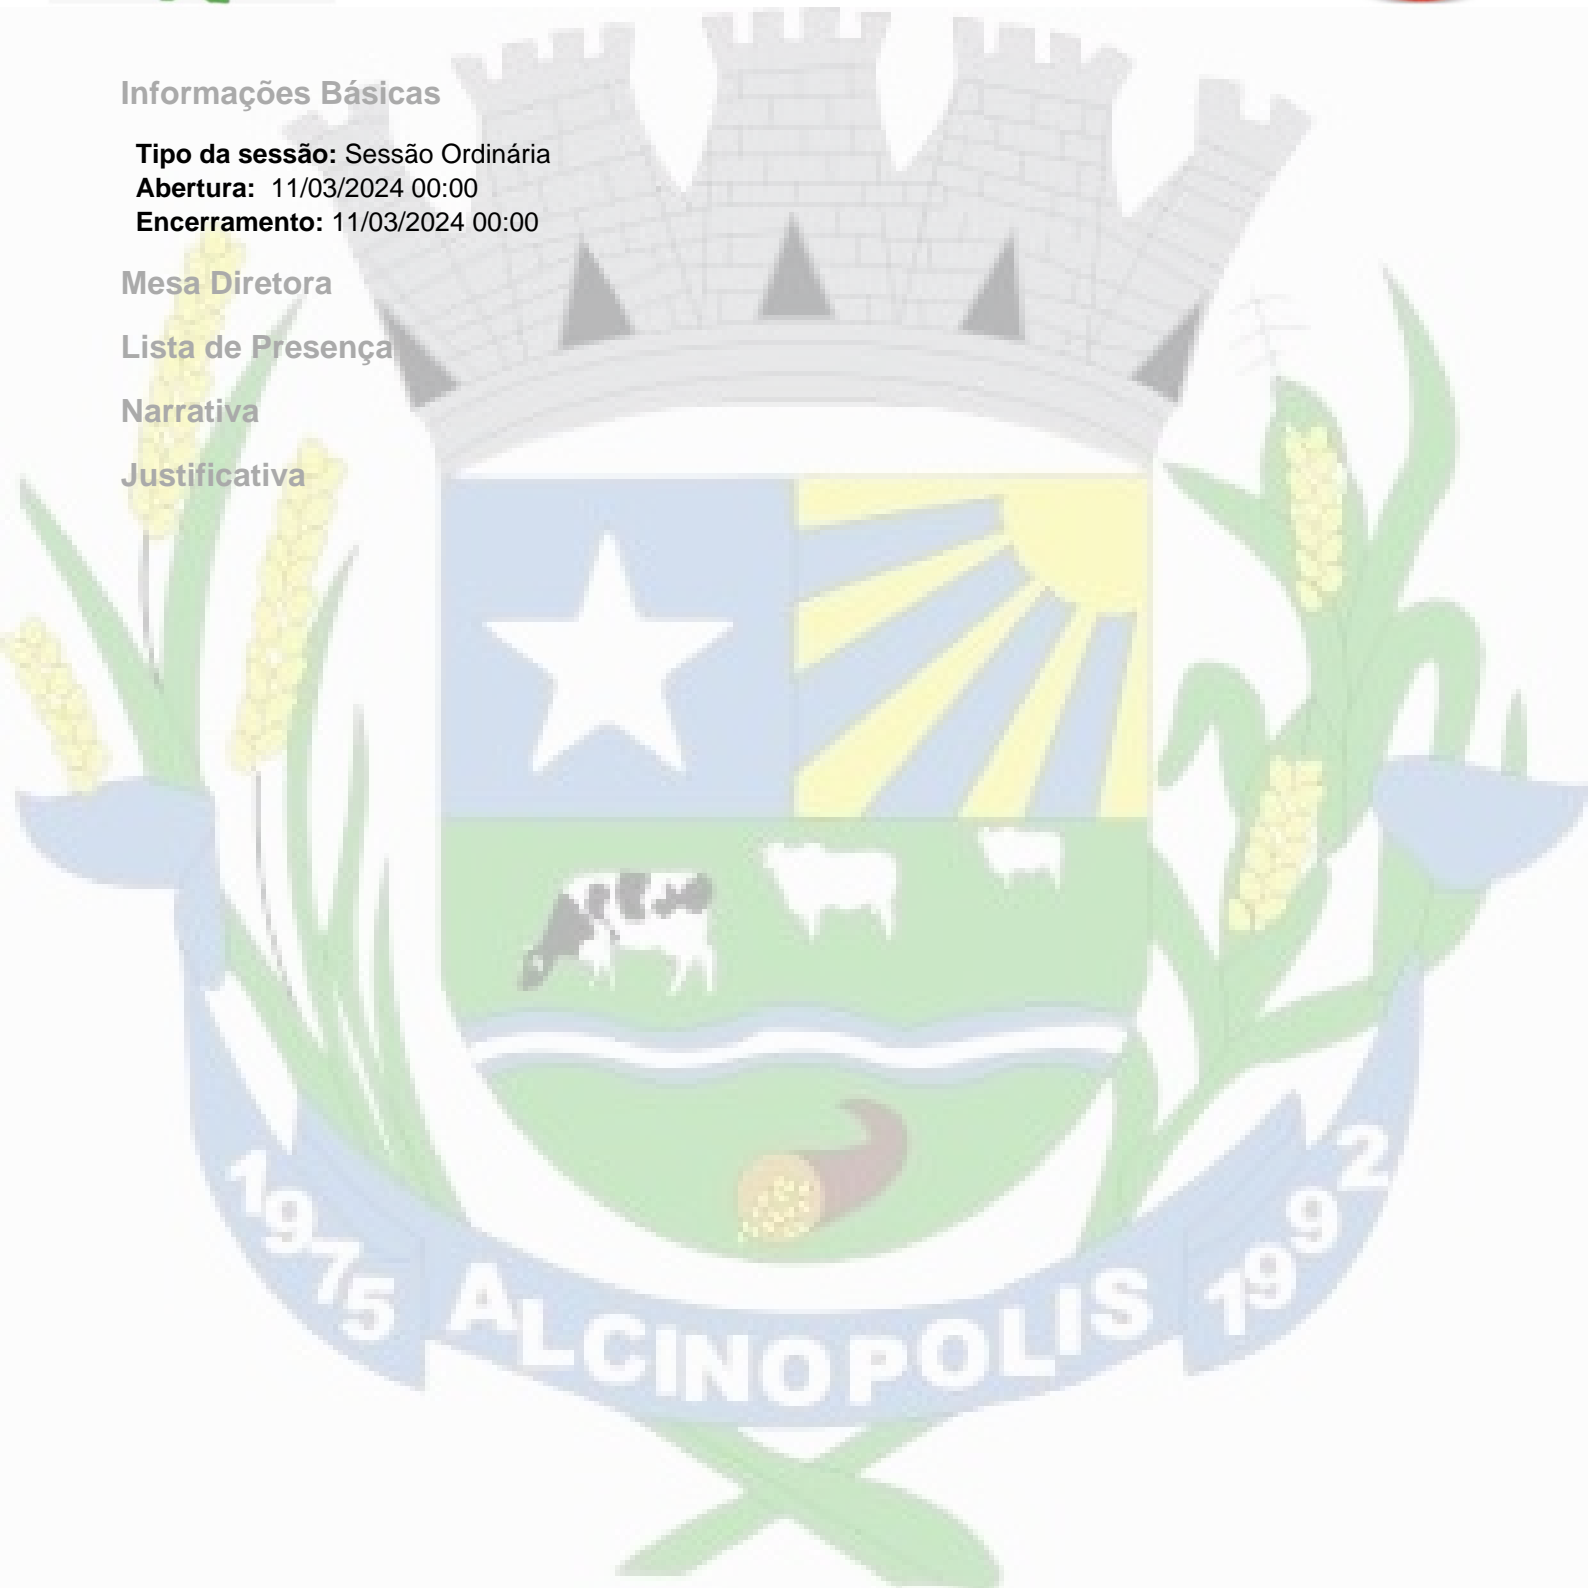 Informações Básicas
Tipo da sessão: Sessão Ordinária
Abertura: 11/03/2024 00:00
Encerramento: 11/03/2024 00:00
Mesa Diretora
Lista de Presença
Narrativa
Justificativa
1975 ALCINOPOLIS 1992